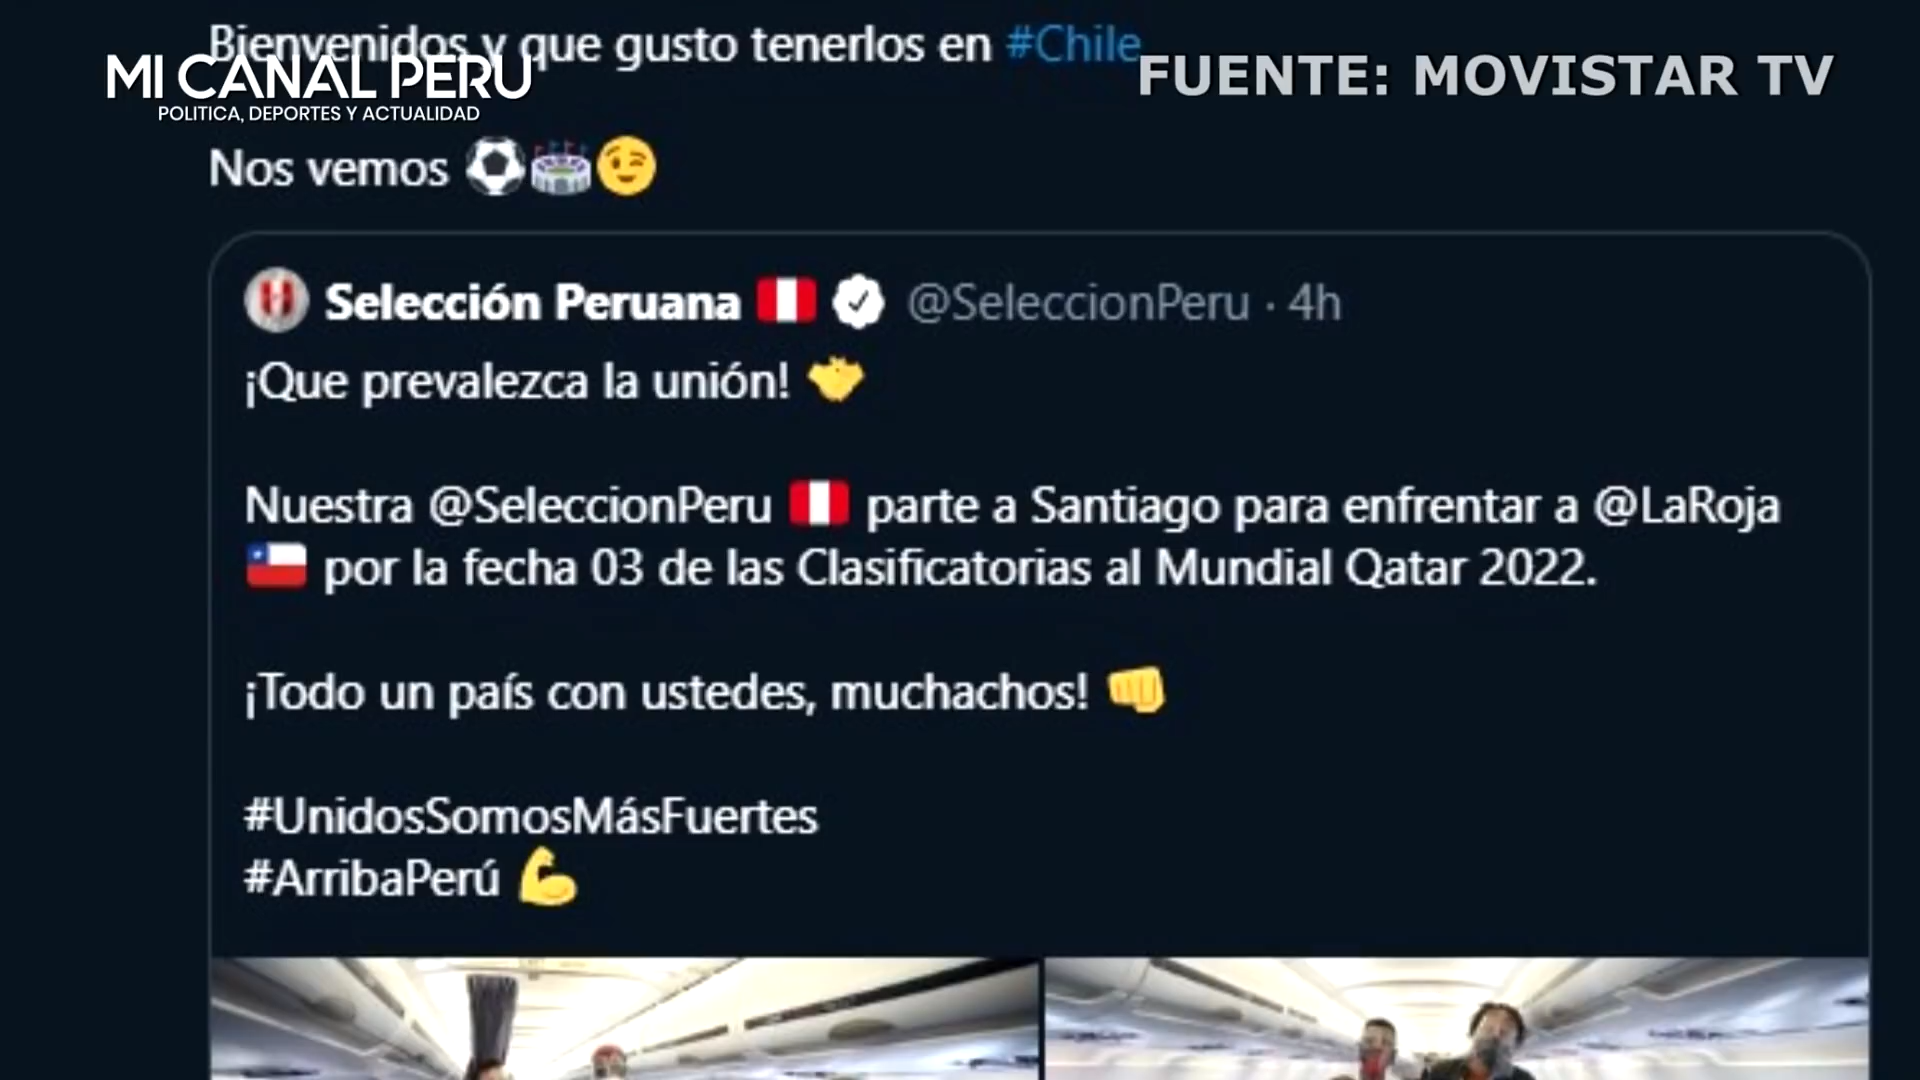 Bienvenidos y que gusto tenerlos en #Chile
MI CANAL PERU
POLITICA, DEPORTES Y ACTUALIDAD
FUENTE: MOVISTAR TV
Nos vemos ⚽🏟️😉
Selección Peruana 🇵🇪 @SeleccionPeru · 4h
¡Que prevalezca la unión! 🤝
Nuestra @SeleccionPeru 🇵🇪 parte a Santiago para enfrentar a @LaRoja
🇨🇱 por la fecha 03 de las Clasificatorias al Mundial Qatar 2022.
¡Todo un país con ustedes, muchachos! 👊
#UnidosSomosMásFuertes
#ArribaPerú 💪